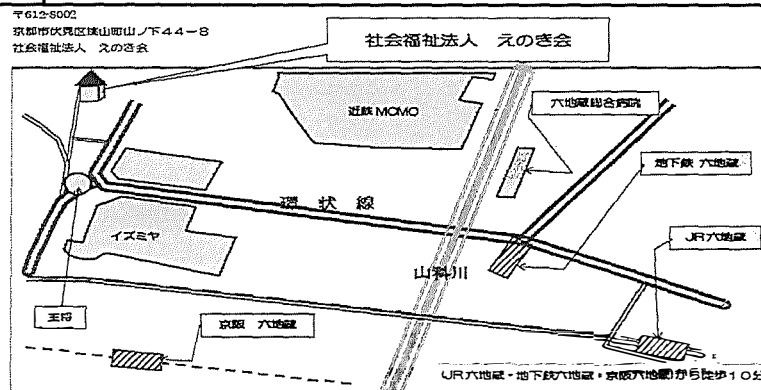 〒612-8002
京都市伏見区桃山町山ノ下44-8
社会福祉法人 えのき会
社会福祉法人 えのき会
近鉄 MOMO
六地蔵総合病院
地下鉄 六地蔵
環状線
イズミヤ
JR六地蔵
山科川
王将
京阪 六地蔵
(JR六地蔵・地下鉄六地蔵・京阪六地蔵)から徒歩10分